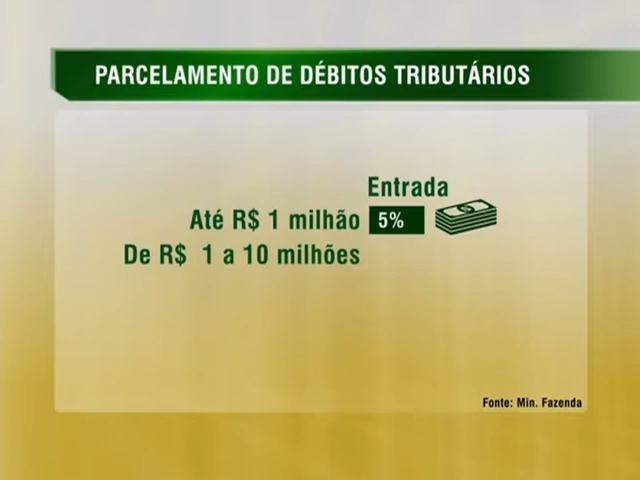 PARCELAMENTO DE DÉBITOS TRIBUTÁRIOS
Entrada
Até R$ 1 milhão 5%
De R$ 1 a 10 milhões
Fonte: Min. Fazenda